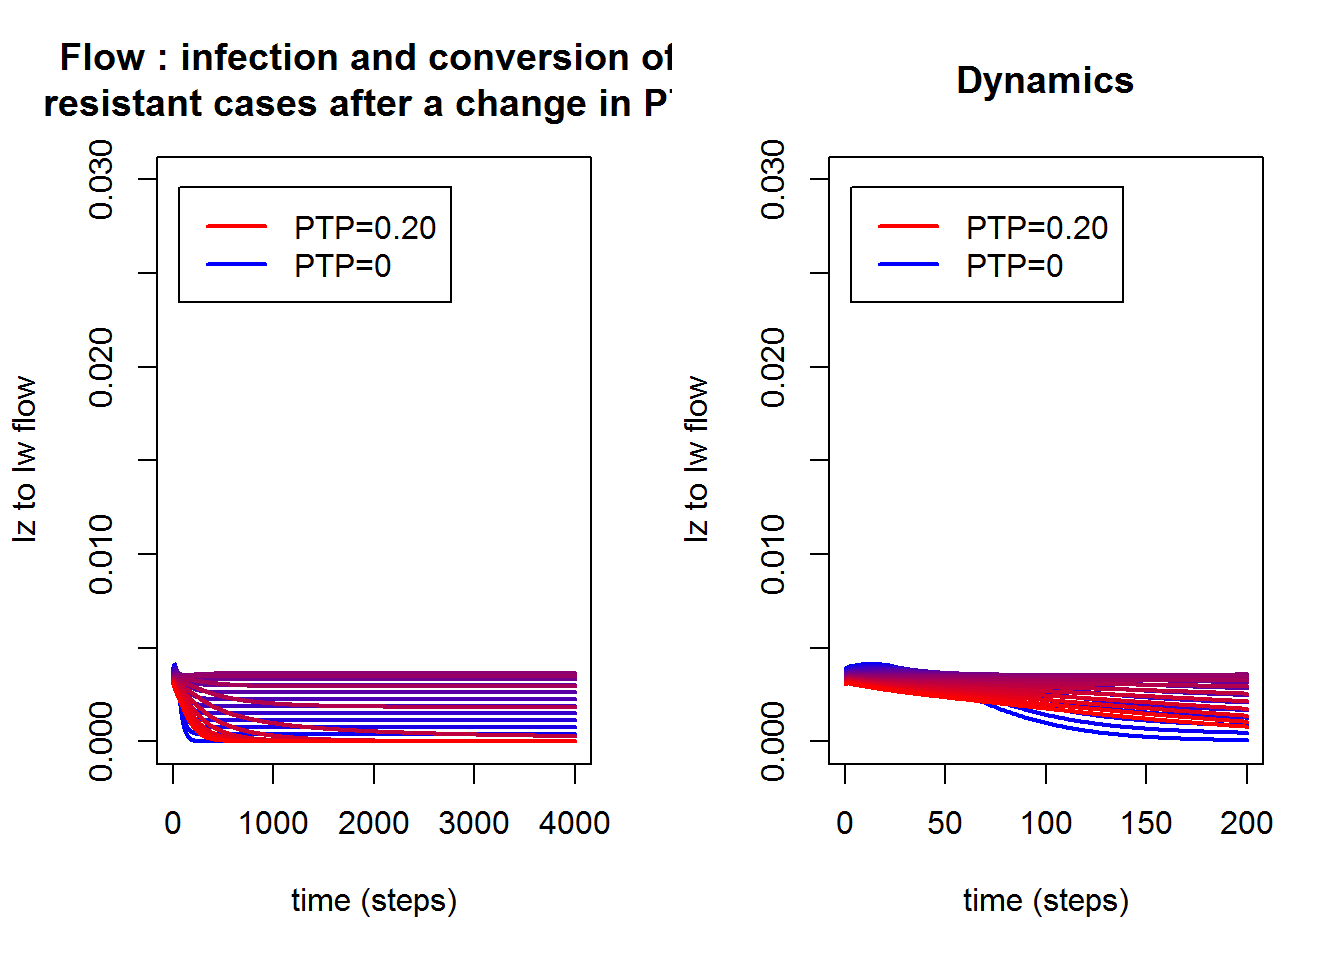 Flow : infection and conversion of
resistant cases after a change in
PTP=0.20
PTP=0
0.030
0.020
0.010
0.000
Iz to Iw flow
0 1000 2000 3000 4000
time (steps)
Dynamics
PTP=0.20
PTP=0
0.030
0.020
0.010
0.000
Iz to Iw flow
0 50 100 150 200
time (steps)